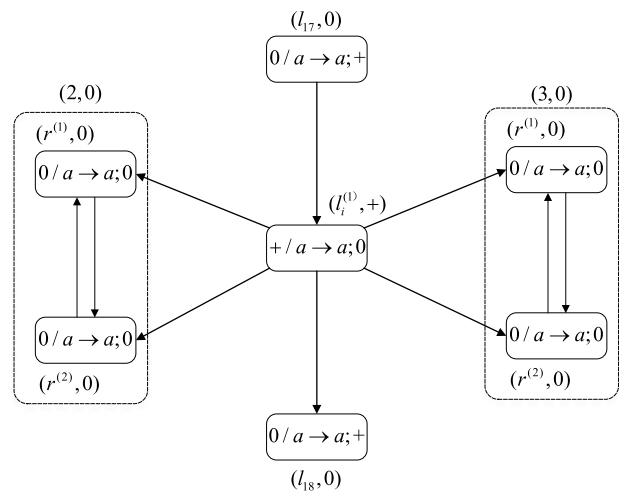 (l₁₇,0)
0 / a → a;+
(2,0)
(3,0)
(r⁽¹⁾,0)
(r⁽¹⁾,0)
0 / a → a;0
0 / a → a;0
(lᵢ⁽¹⁾,+)
+ / a → a;0
0 / a → a;0
0 / a → a;0
(r⁽²⁾,0)
(r⁽²⁾,0)
0 / a → a;+
(l₁₈,0)